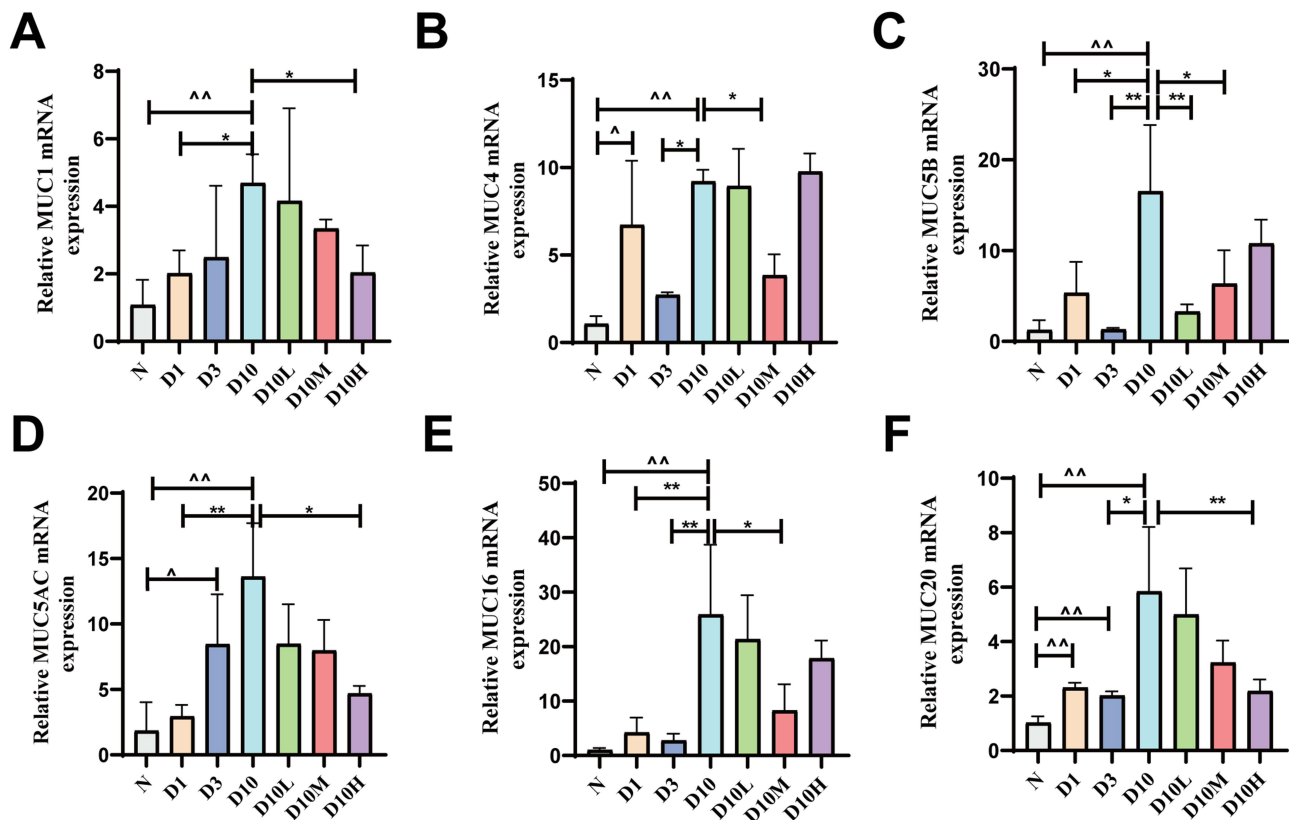 A
Relative MUC1 mRNA
expression
8
6
4
2
0
^^
*
*
N
D1
D3
D10
D10L
D10M
D10H
B
Relative MUC4 mRNA
expression
15
10
5
0
^^
*
^
*
N
D1
D3
D10
D10L
D10M
D10H
C
Relative MUC5B mRNA
expression
30
20
10
0
^^
*
*
**
**
N
D1
D3
D10
D10L
D10M
D10H
D
Relative MUC5AC mRNA
expression
20
15
10
5
0
^^
**
*
^
N
D1
D3
D10
D10L
D10M
D10H
E
Relative MUC16 mRNA
expression
50
40
30
20
10
0
^^
**
**
*
N
D1
D3
D10
D10L
D10M
D10H
F
Relative MUC20 mRNA
expression
10
8
6
4
2
0
^^
*
**
^^
^^
N
D1
D3
D10
D10L
D10M
D10H